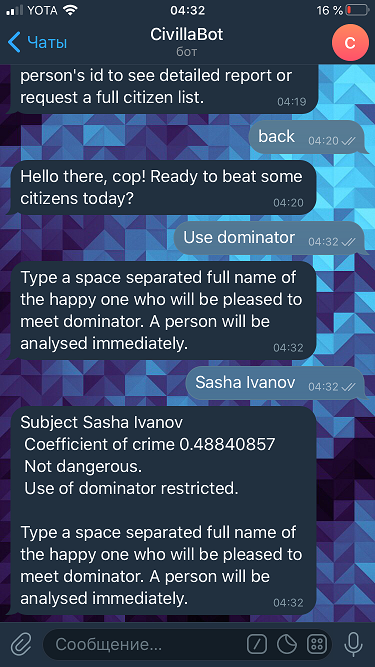 YOTA 04:32 16 %
Чаты CivillaBot C
бот
person's id to see detailed report or
request a full citizen list. 04:19
back 04:20
Hello there, cop! Ready to beat some
citizens today? 04:20
Use dominator 04:32
Type a space separated full name of
the happy one who will be pleased to
meet dominator. A person will be
analysed immediately. 04:32
Sasha Ivanov 04:32
Subject Sasha Ivanov
Coefficient of crime 0.48840857
Not dangerous.
Use of dominator restricted.
Type a space separated full name of
the happy one who will be pleased to
meet dominator. A person will be
analysed immediately. 04:32
Сообщение...